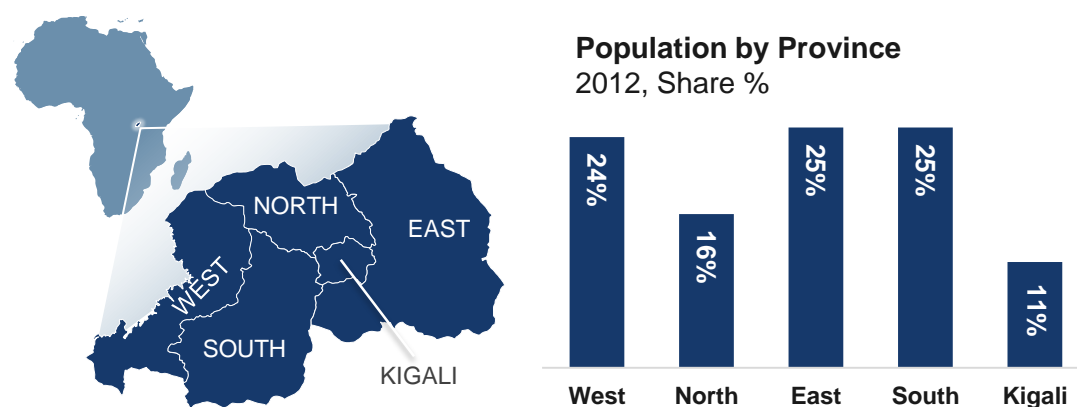 NORTH
EAST
WEST
SOUTH
KIGALI
Population by Province
2012, Share %
24%
16%
25%
25%
11%
West
North
East
South
Kigali